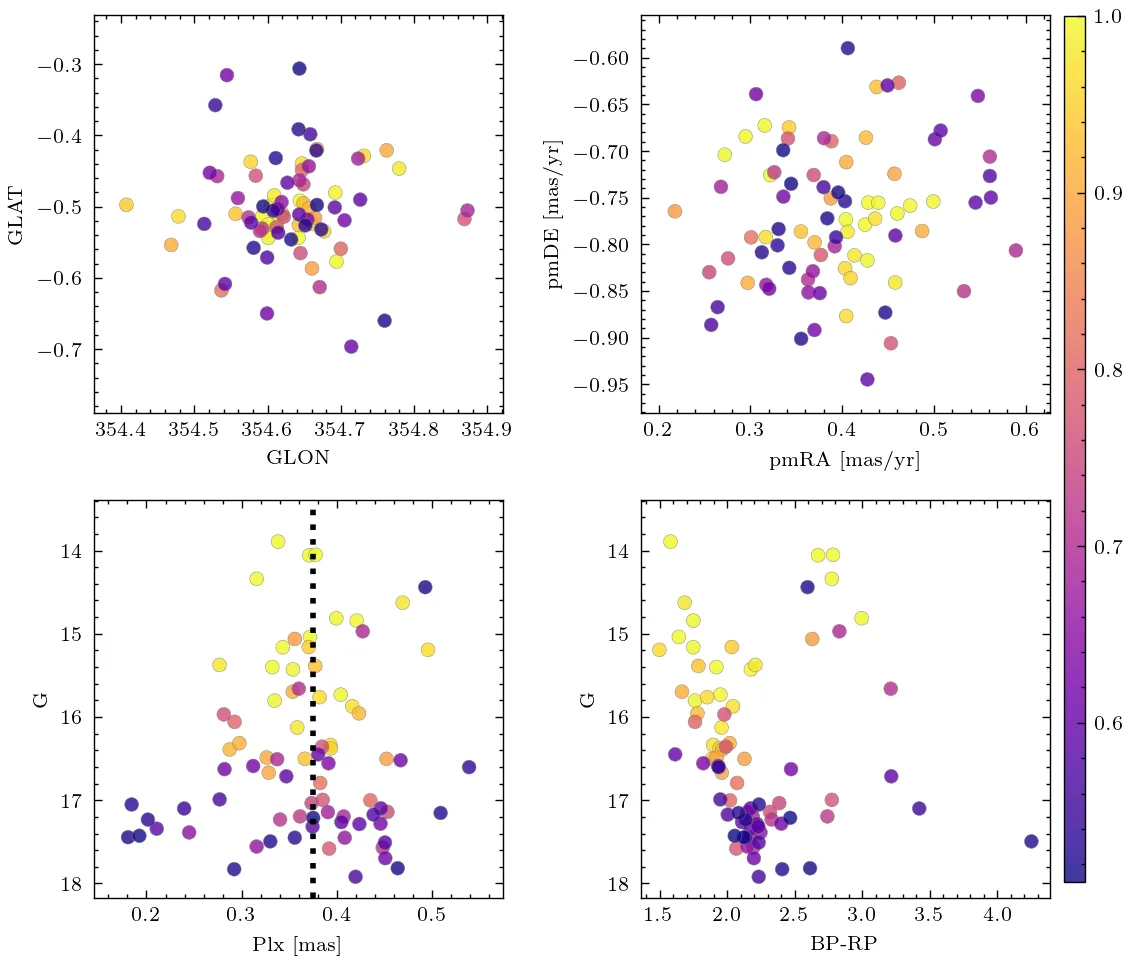 −0.3
−0.4
−0.5
−0.6
−0.7
GLAT
354.4 354.5 354.6 354.7 354.8 354.9
GLON
−0.60
−0.65
−0.70
−0.75
−0.80
−0.85
−0.90
−0.95
pmDE [mas/yr]
0.2 0.3 0.4 0.5 0.6
pmRA [mas/yr]
14
15
16
17
18
G
0.2 0.3 0.4 0.5
Plx [mas]
14
15
16
17
18
G
1.5 2.0 2.5 3.0 3.5 4.0
BP-RP
1.0
0.9
0.8
0.7
0.6